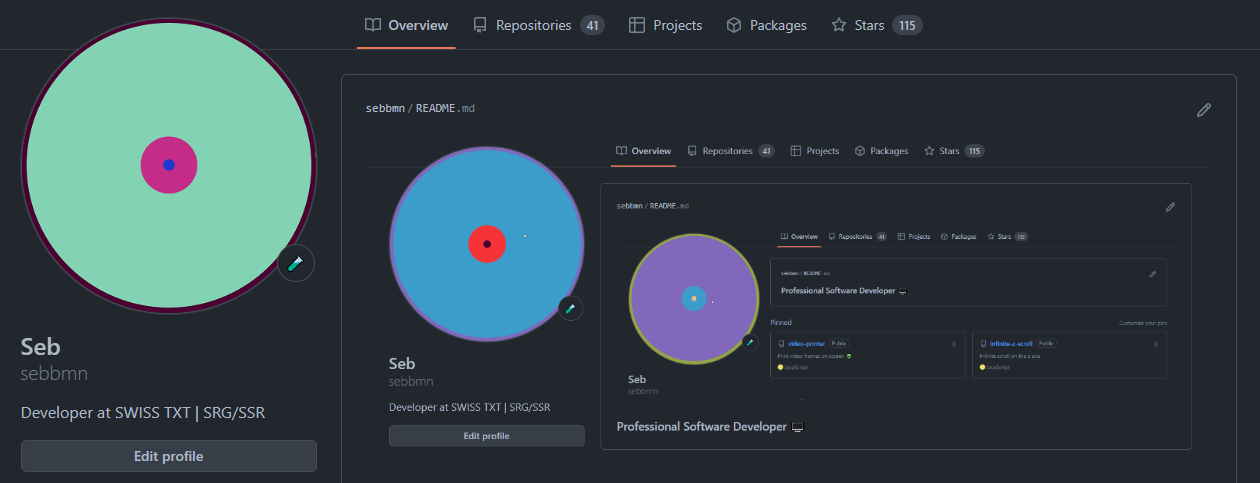 Overview Repositories 41 Projects Packages Stars 115
sebbmn / README.md
Overview Repositories 41 Projects Packages Stars 115
sebbmn / README.md
Overview Repositories 41 Projects Packages Stars 115
sebbmn / README.md
Professional Software Developer
Pinned Customize your pins
video-printer Public infinite-z-scroll Public
Print video frames on screen Infinite scroll on the z axis
JavaScript JavaScript
Seb
sebbmn
Professional Software Developer
Seb
sebbmn
Developer at SWISS TXT | SRG/SSR
Edit profile
Seb
sebbmn
Developer at SWISS TXT | SRG/SSR
Edit profile